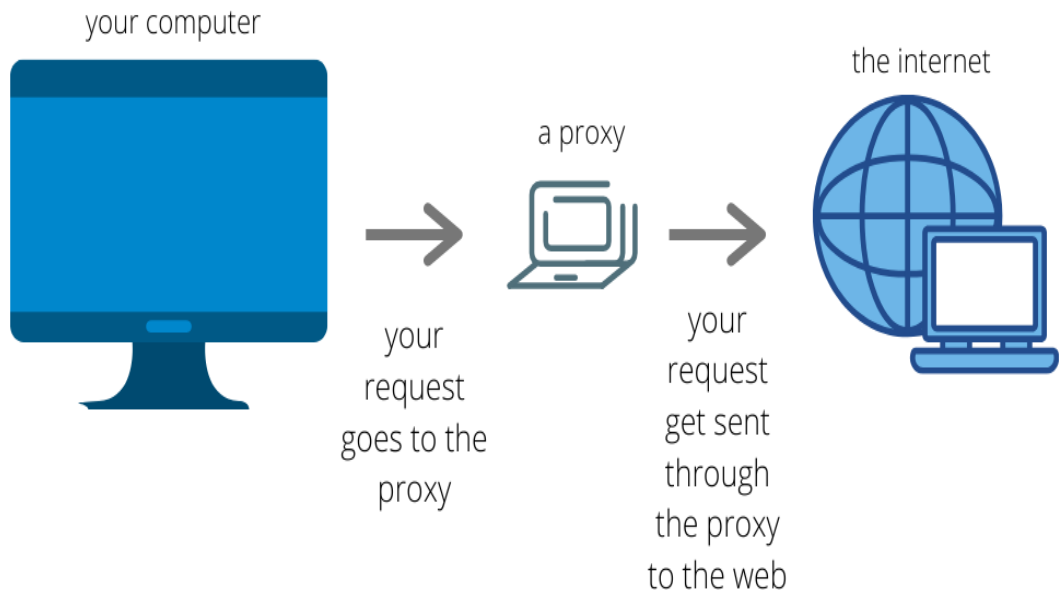 your computer
the internet
a proxy
your
request
goes to the
proxy
your
request
get sent
through
the proxy
to the web